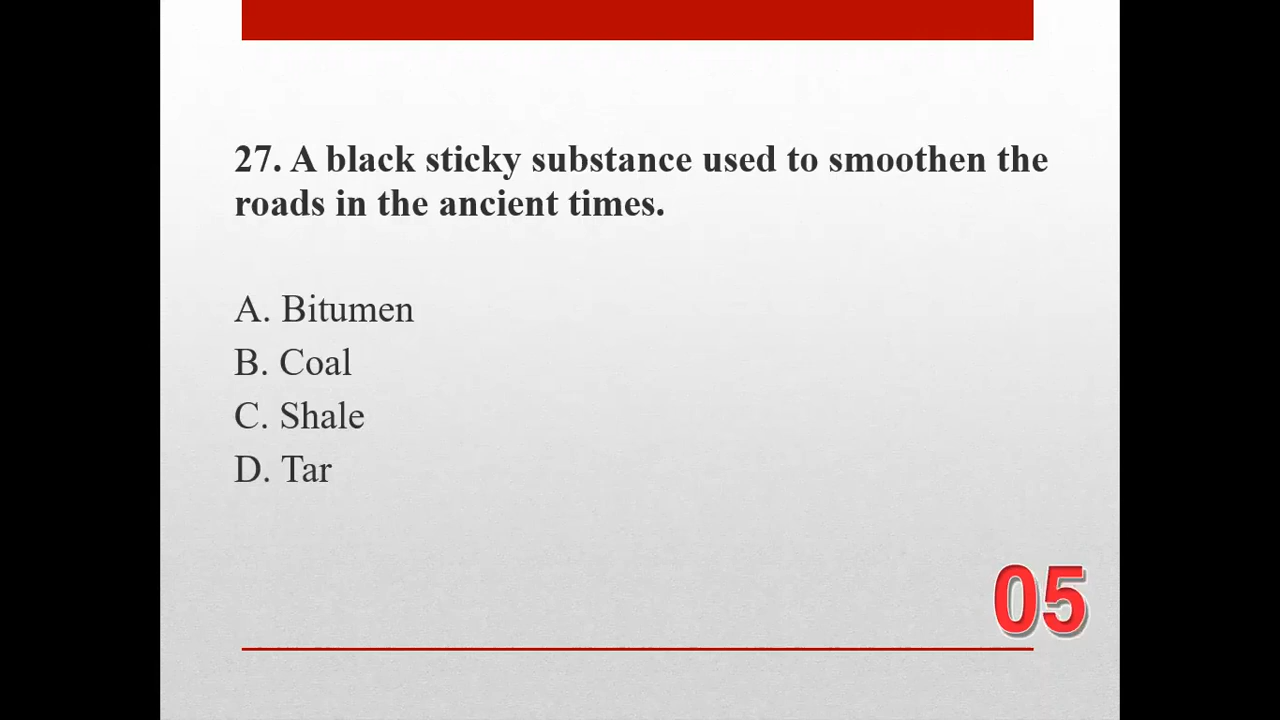 27. A black sticky substance used to smoothen the
roads in the ancient times.
A. Bitumen
B. Coal
C. Shale
D. Tar
05